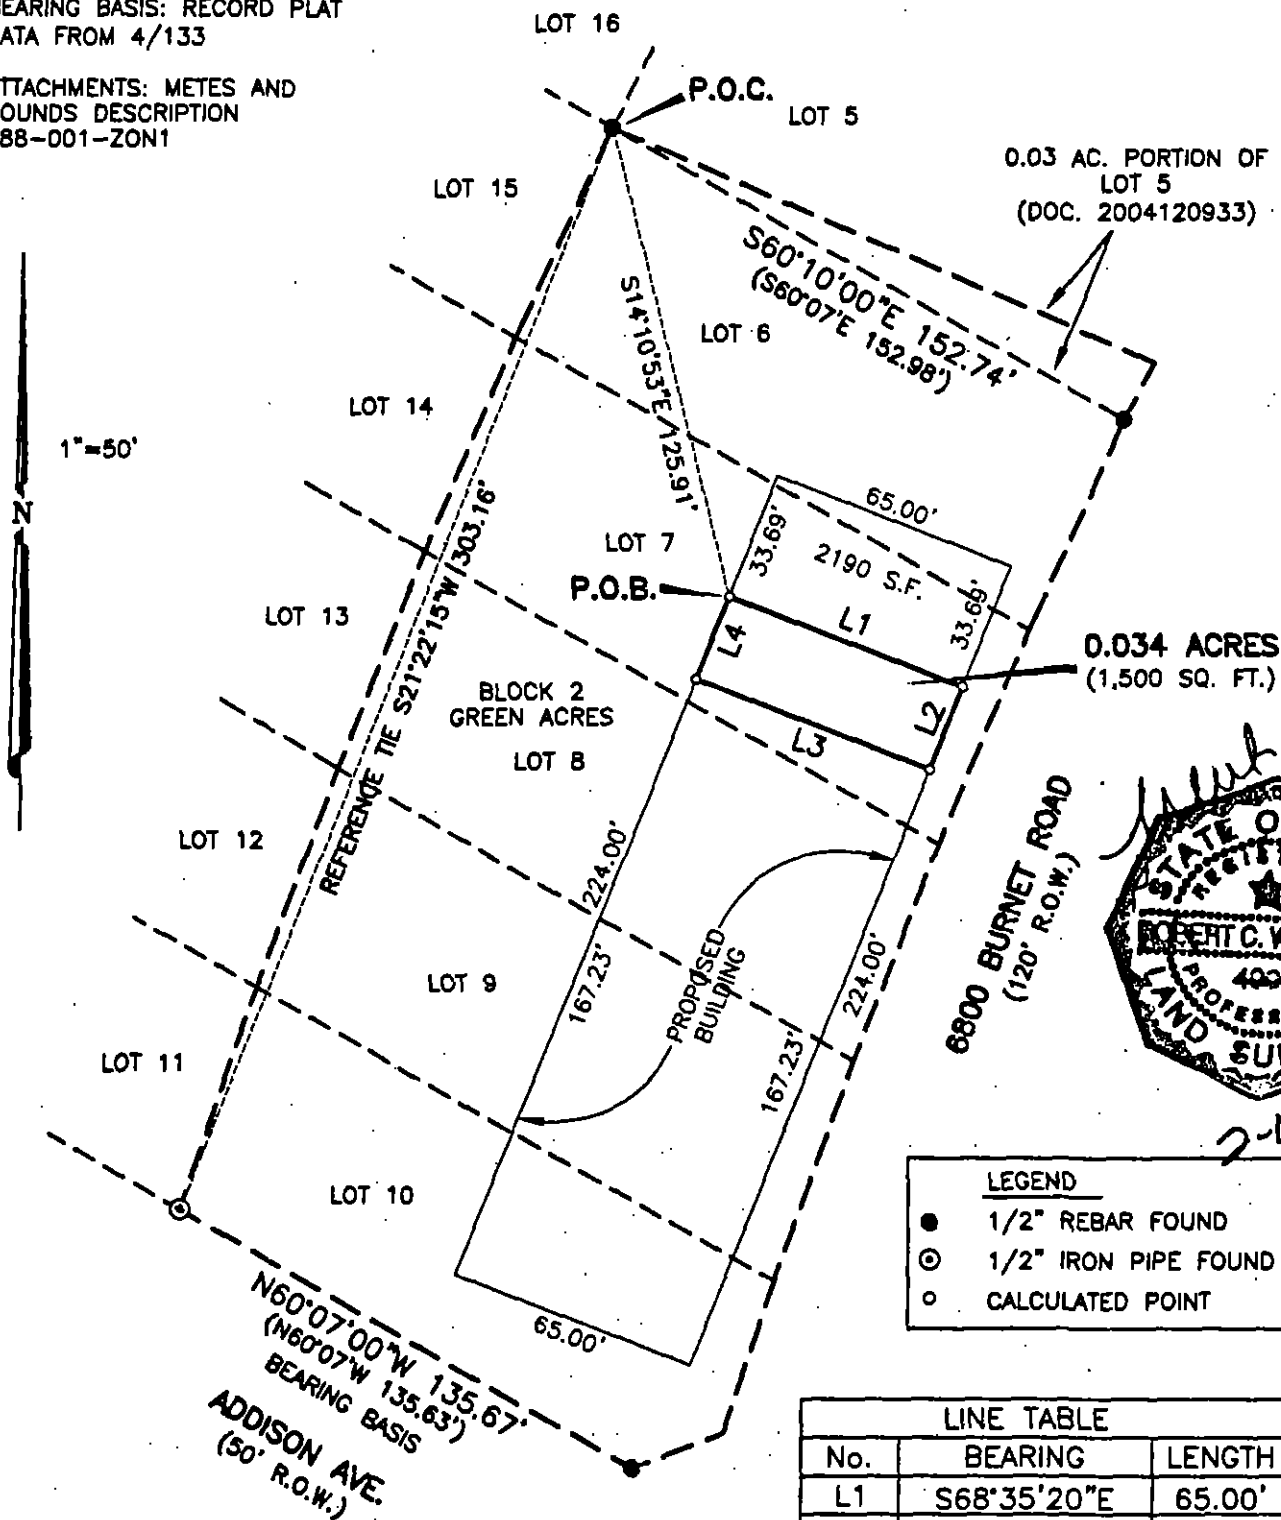 EARING BASIS: RECORD PLAT
ATA FROM 4/133
TTACHMENTS: METES AND
OUNDS DESCRIPTION
88-001-ZON1
LOT 16
P.O.C.
LOT 5
0.03 AC. PORTION OF
LOT 5
(DOC. 2004120933)
LOT 15
S60°10'00"E 152.74'
(S60°07'E 152.98')
S14°10'53"E 125.91'
LOT 6
LOT 14
1"=50'
N
65.00'
33.69'
2190 S.F.
33.69'
LOT 7
P.O.B.
L1
L4
L2
L3
0.034 ACRES
(1,500 SQ. FT.)
LOT 13
REFERENCE TIE S21°22'15"W 303.16'
BLOCK 2
GREEN ACRES
LOT 8
LOT 12
224.00'
167.23'
PROPOSED
BUILDING
224.00'
167.23'
6800 BURNET ROAD
(120' R.O.W.)
STATE O
REGIST
ROBERT C. W
PROFESS
LAND SU
LOT 9
LOT 11
LOT 10
65.00'
N60°07'00"W 135.67'
(N60°07'W 135.63')
BEARING BASIS
ADDISON AVE.
(50' R.O.W.)
LEGEND
1/2" REBAR FOUND
1/2" IRON PIPE FOUND
CALCULATED POINT
LINE TABLE
No. BEARING LENGTH
L1 S68°35'20"E 65.00'